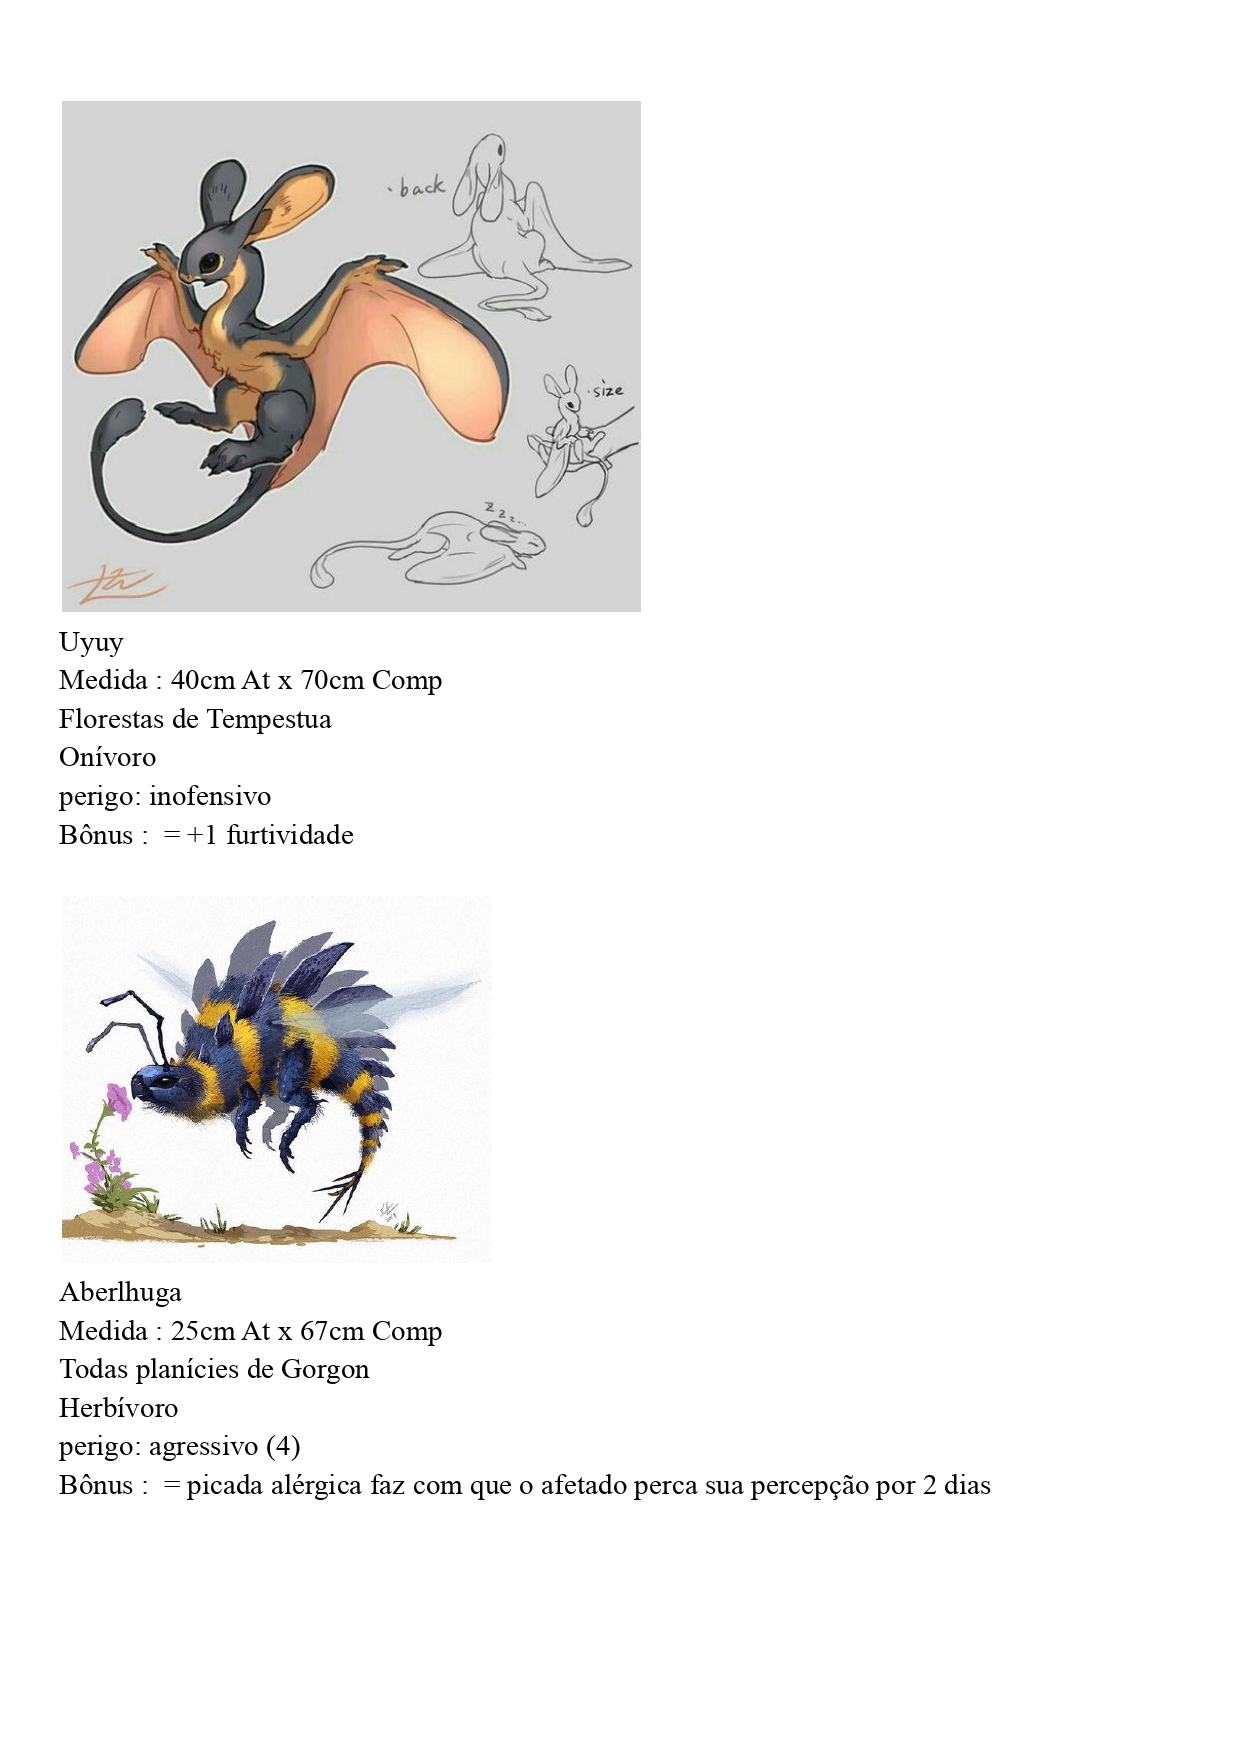 ·back
·size
zzz...
Uyuy
Medida : 40cm At x 70cm Comp
Florestas de Tempestua
Onívoro
perigo: inofensivo
Bônus :  = +1 furtividade
Aberlhuga
Medida : 25cm At x 67cm Comp
Todas planícies de Gorgon
Herbívoro
perigo: agressivo (4)
Bônus :  = picada alérgica faz com que o afetado perca sua percepção por 2 dias